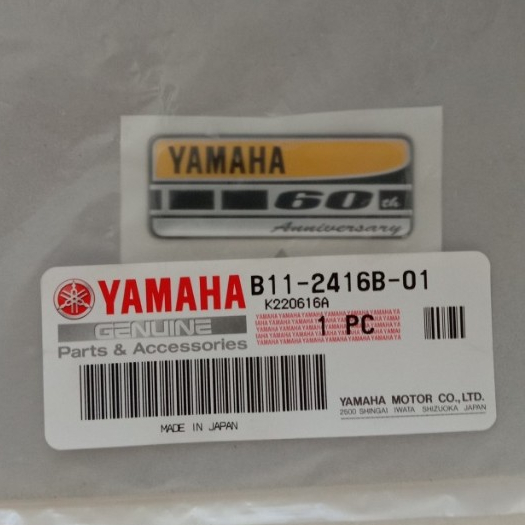 YAMAHA
60th
Anniversary
YAMAHA B11-2416B-01
K220616A
GENUINE
Parts & Accessories
1 PC
YAMAHA MOTOR CO.,LTD.
2500 SHINGAI IWATA SHIZUOKA JAPAN
MADE IN JAPAN